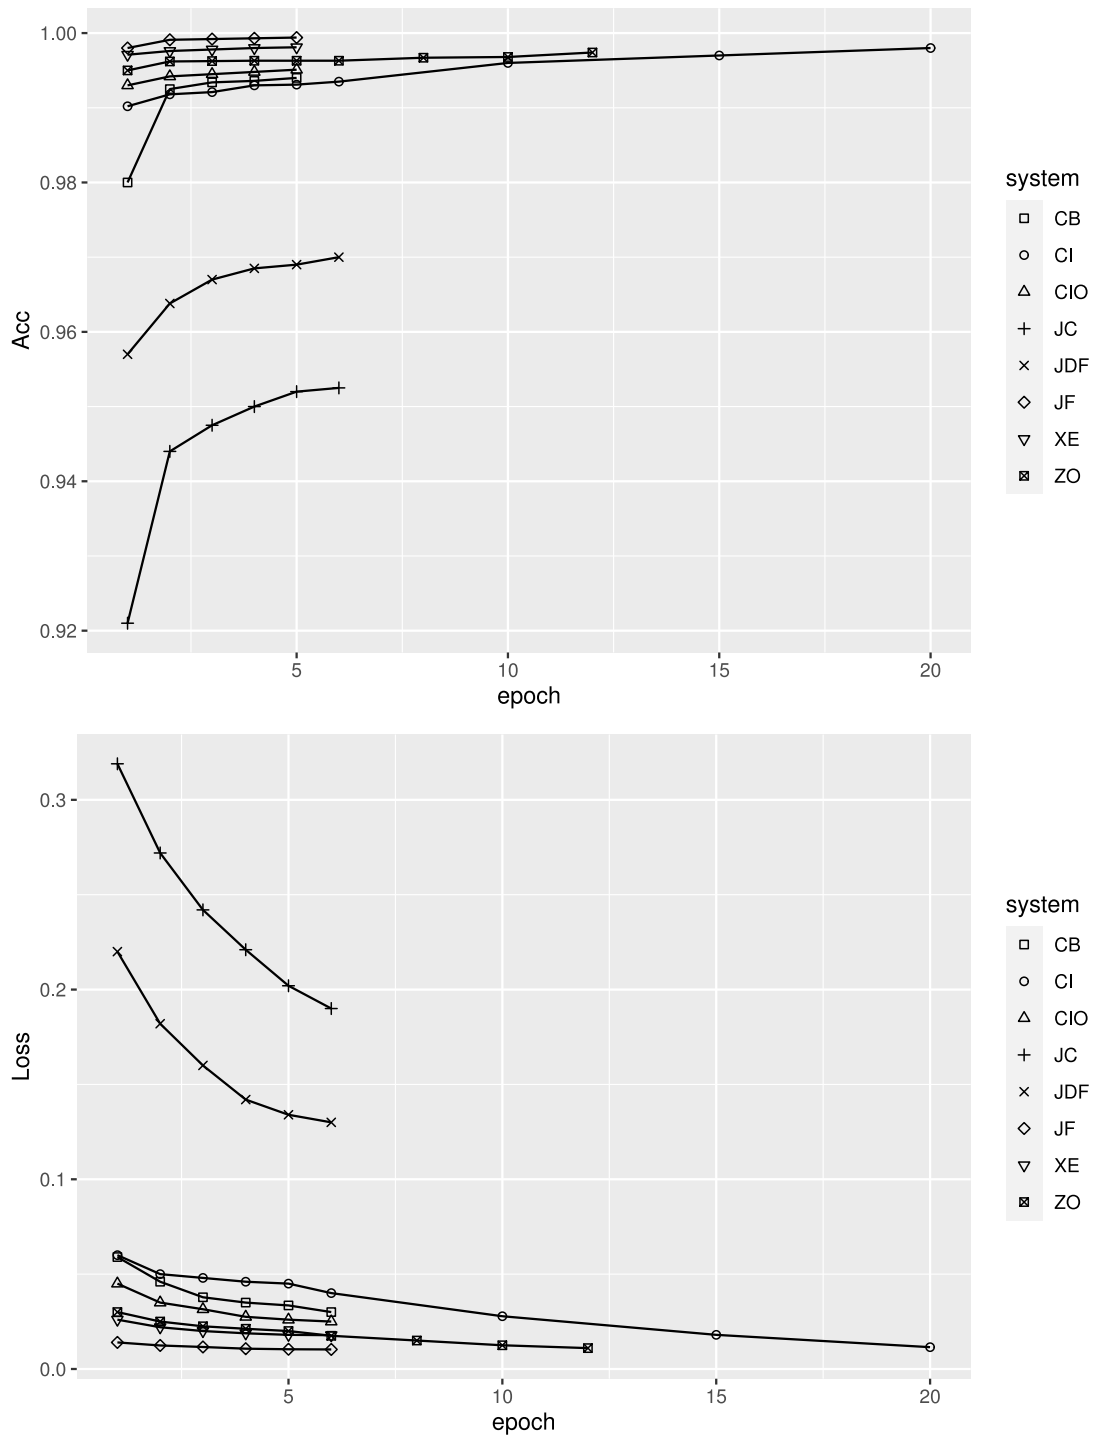 1.00
0.98
0.96
0.94
0.92
Acc
5 10 15 20
epoch
system
CB
CI
CIO
JC
JDF
JF
XE
ZO
0.3
0.2
0.1
0.0
Loss
5 10 15 20
epoch
system
CB
CI
CIO
JC
JDF
JF
XE
ZO